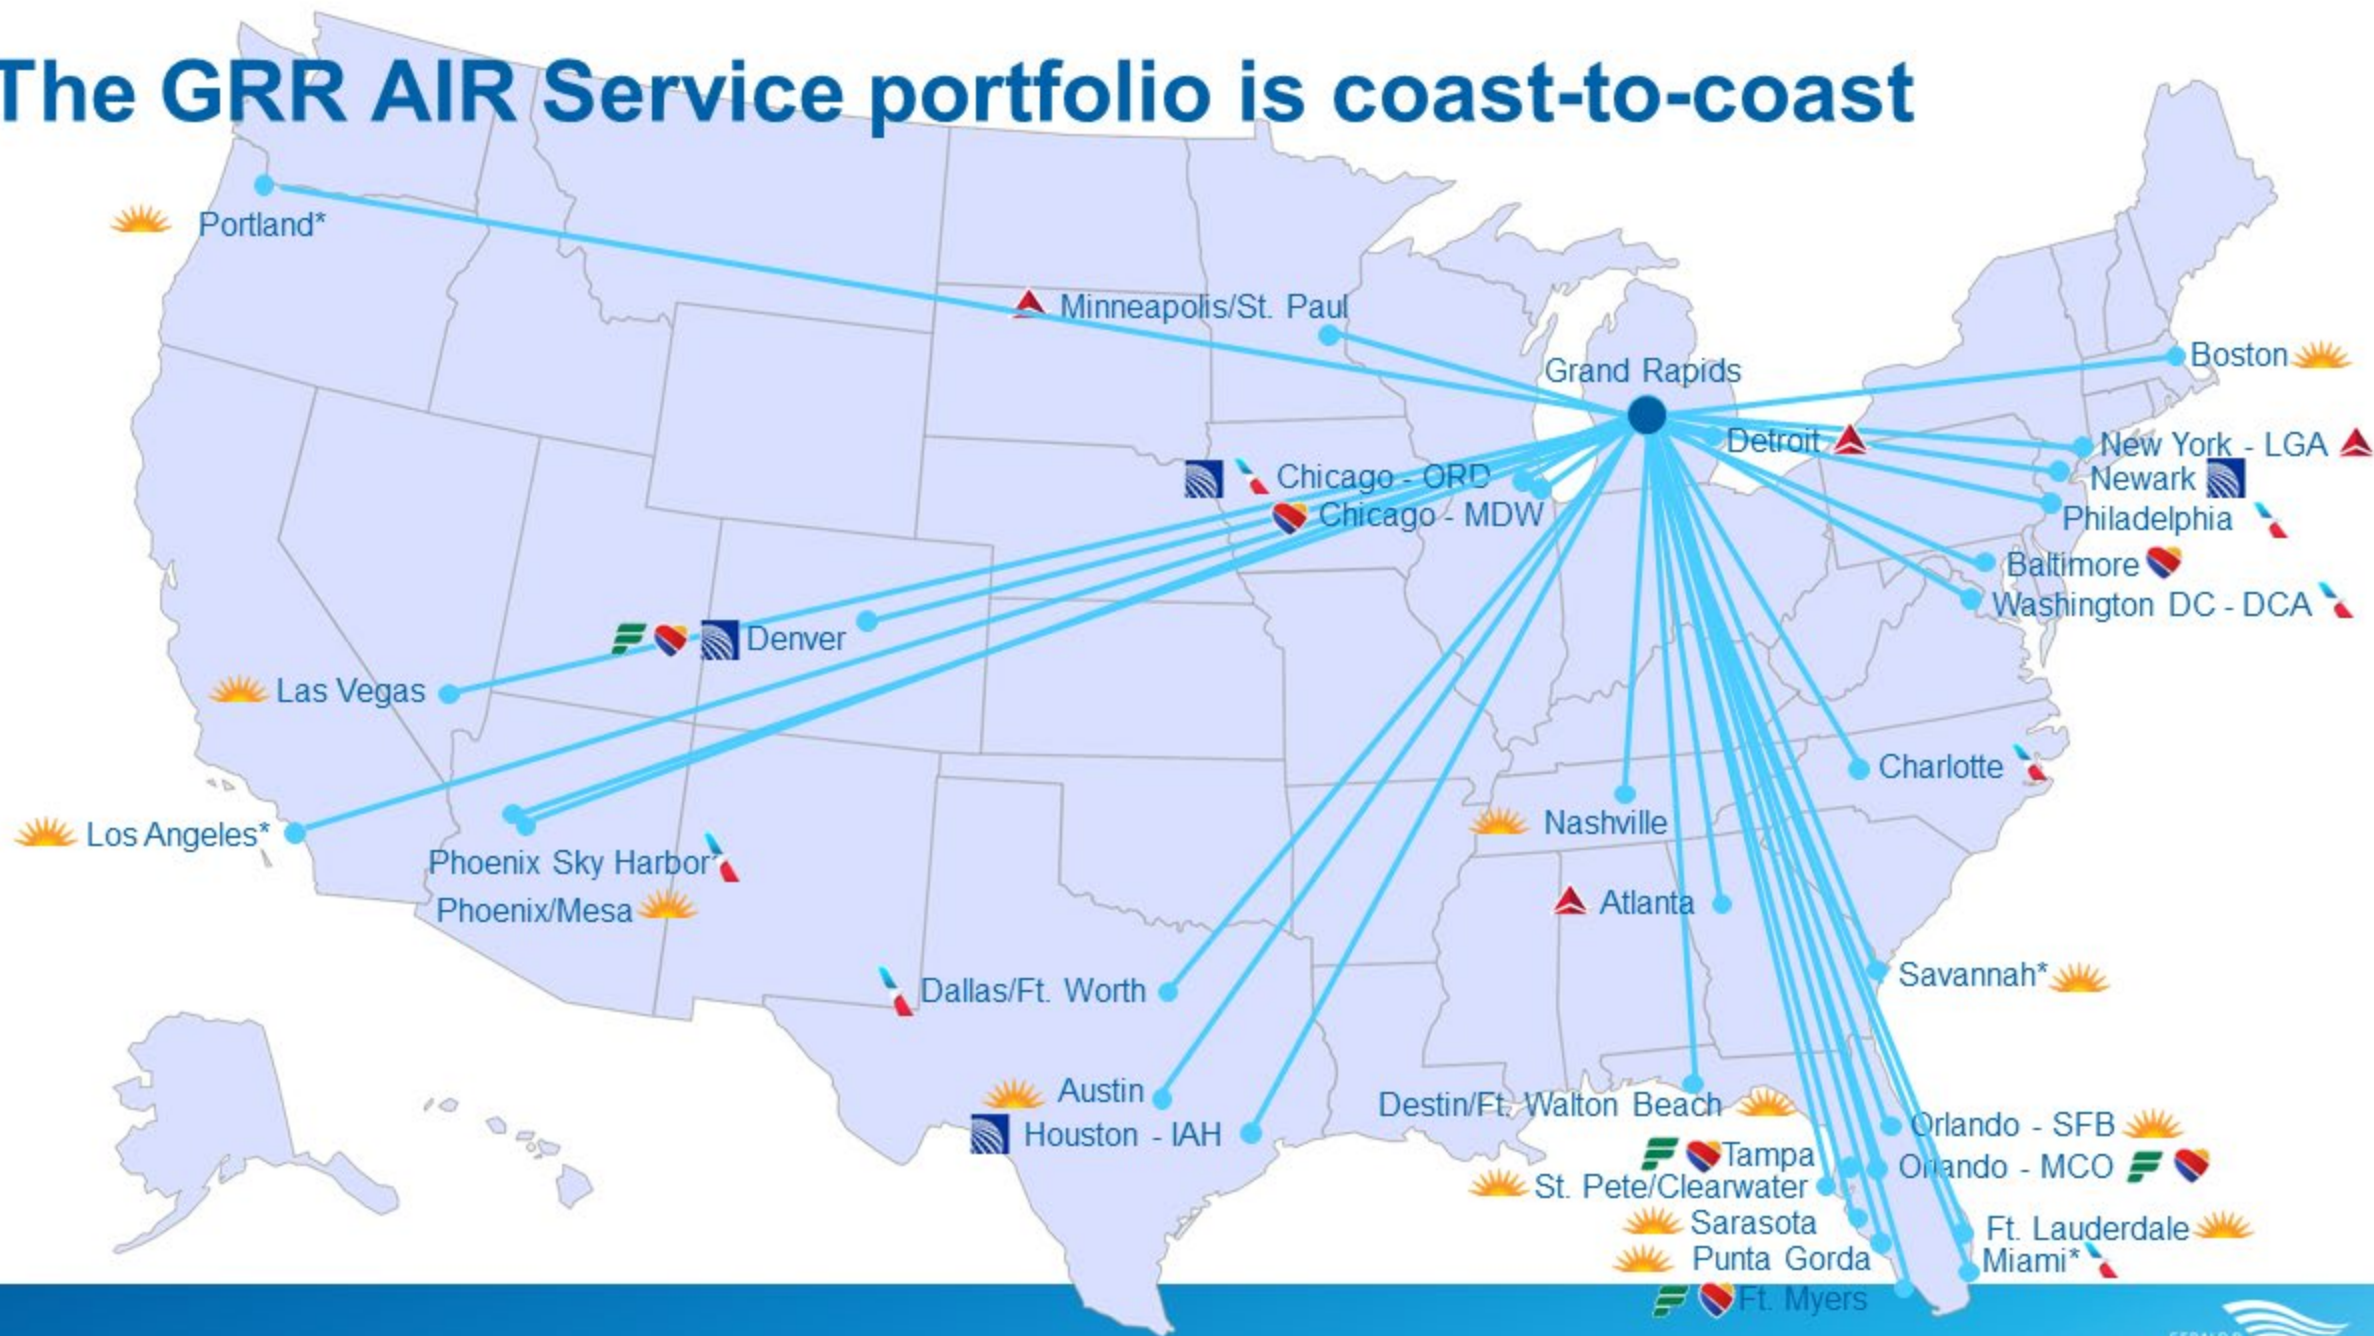 The GRR AIR Service portfolio is coast-to-coast
Portland*
Minneapolis/St. Paul
Grand Rapids
Boston
Detroit
New York - LGA
Newark
Chicago - ORD
Chicago - MDW
Philadelphia
Baltimore
Washington DC - DCA
Denver
Las Vegas
Charlotte
Los Angeles*
Nashville
Phoenix Sky Harbor*
Phoenix/Mesa
Atlanta
Savannah*
Dallas/Ft. Worth
Austin
Destin/Ft. Walton Beach
Houston - IAH
Orlando - SFB
Tampa
Orlando - MCO
St. Pete/Clearwater
Sarasota
Ft. Lauderdale
Punta Gorda
Miami*
Ft. Myers